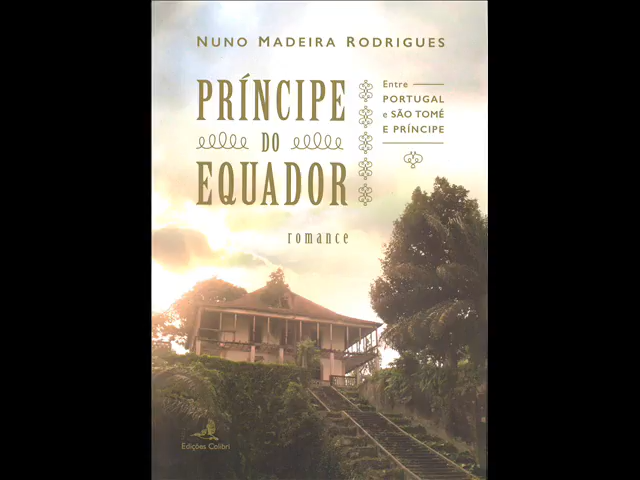 NUNO MADEIRA RODRIGUES
PRÍNCIPE
DO
EQUADOR
Entre
PORTUGAL
e SÃO TOMÉ
E PRÍNCIPE
romance
Edições Colibri